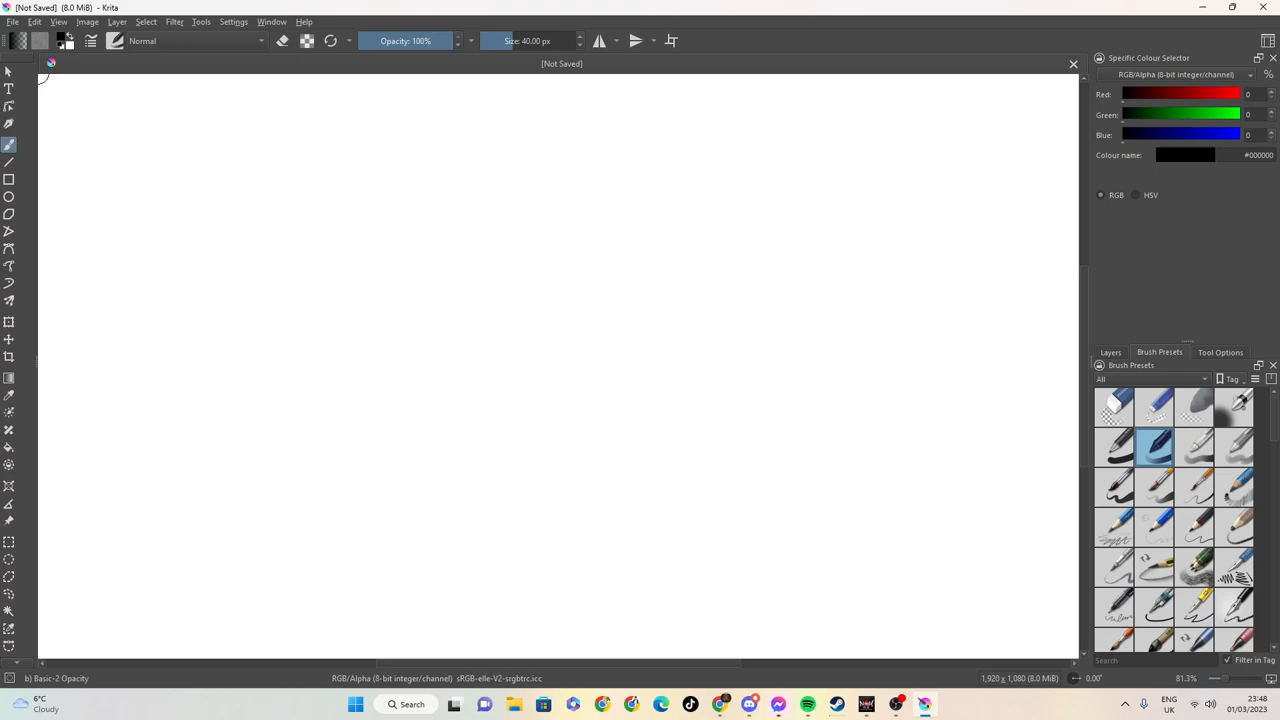 [Not Saved] (8.0 MiB) - Krita
File Edit View Image Layer Select Filter Tools Settings Window Help
Normal Opacity: 100% Size: 40.00 px
[Not Saved]
Specific Colour Selector
RGB/Alpha (8-bit integer/channel) %
Red: 0
Green: 0
Blue: 0
Colour name: #000000
RGB HSV
Layers Brush Presets Tool Options
Brush Presets
All Tag
Search Filter in Tag
b) Basic-2 Opacity RGB/Alpha (8-bit integer/channel) sRGB-elle-V2-srgbtrc.icc 1,920 x 1,080 (8.0 MiB) 0.00° 81.3%
6°C
Cloudy
Search
ENG
UK
23:48
01/03/2023